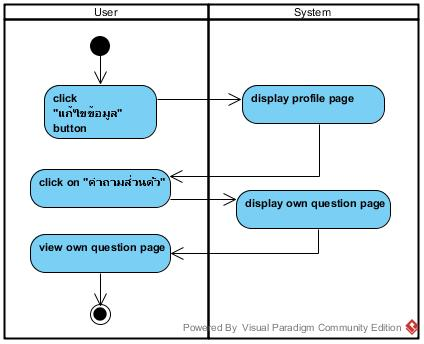 User
System
click
"แก้ไขข้อมูล"
button
display profile page
click on "คำถามส่วนตัว"
display own question page
view own question page
Powered By Visual Paradigm Community Edition